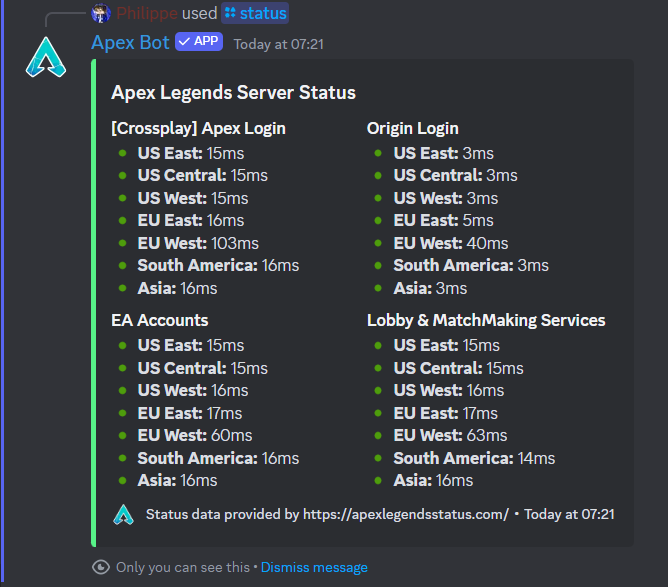 Philippe used status
Apex Bot APP Today at 07:21
Apex Legends Server Status
[Crossplay] Apex Login
US East: 15ms
US Central: 15ms
US West: 15ms
EU East: 16ms
EU West: 103ms
South America: 16ms
Asia: 16ms
Origin Login
US East: 3ms
US Central: 3ms
US West: 3ms
EU East: 5ms
EU West: 40ms
South America: 3ms
Asia: 3ms
EA Accounts
US East: 15ms
US Central: 15ms
US West: 16ms
EU East: 17ms
EU West: 60ms
South America: 16ms
Asia: 16ms
Lobby & MatchMaking Services
US East: 15ms
US Central: 15ms
US West: 16ms
EU East: 17ms
EU West: 63ms
South America: 14ms
Asia: 16ms
Status data provided by https://apexlegendsstatus.com/ • Today at 07:21
Only you can see this • Dismiss message